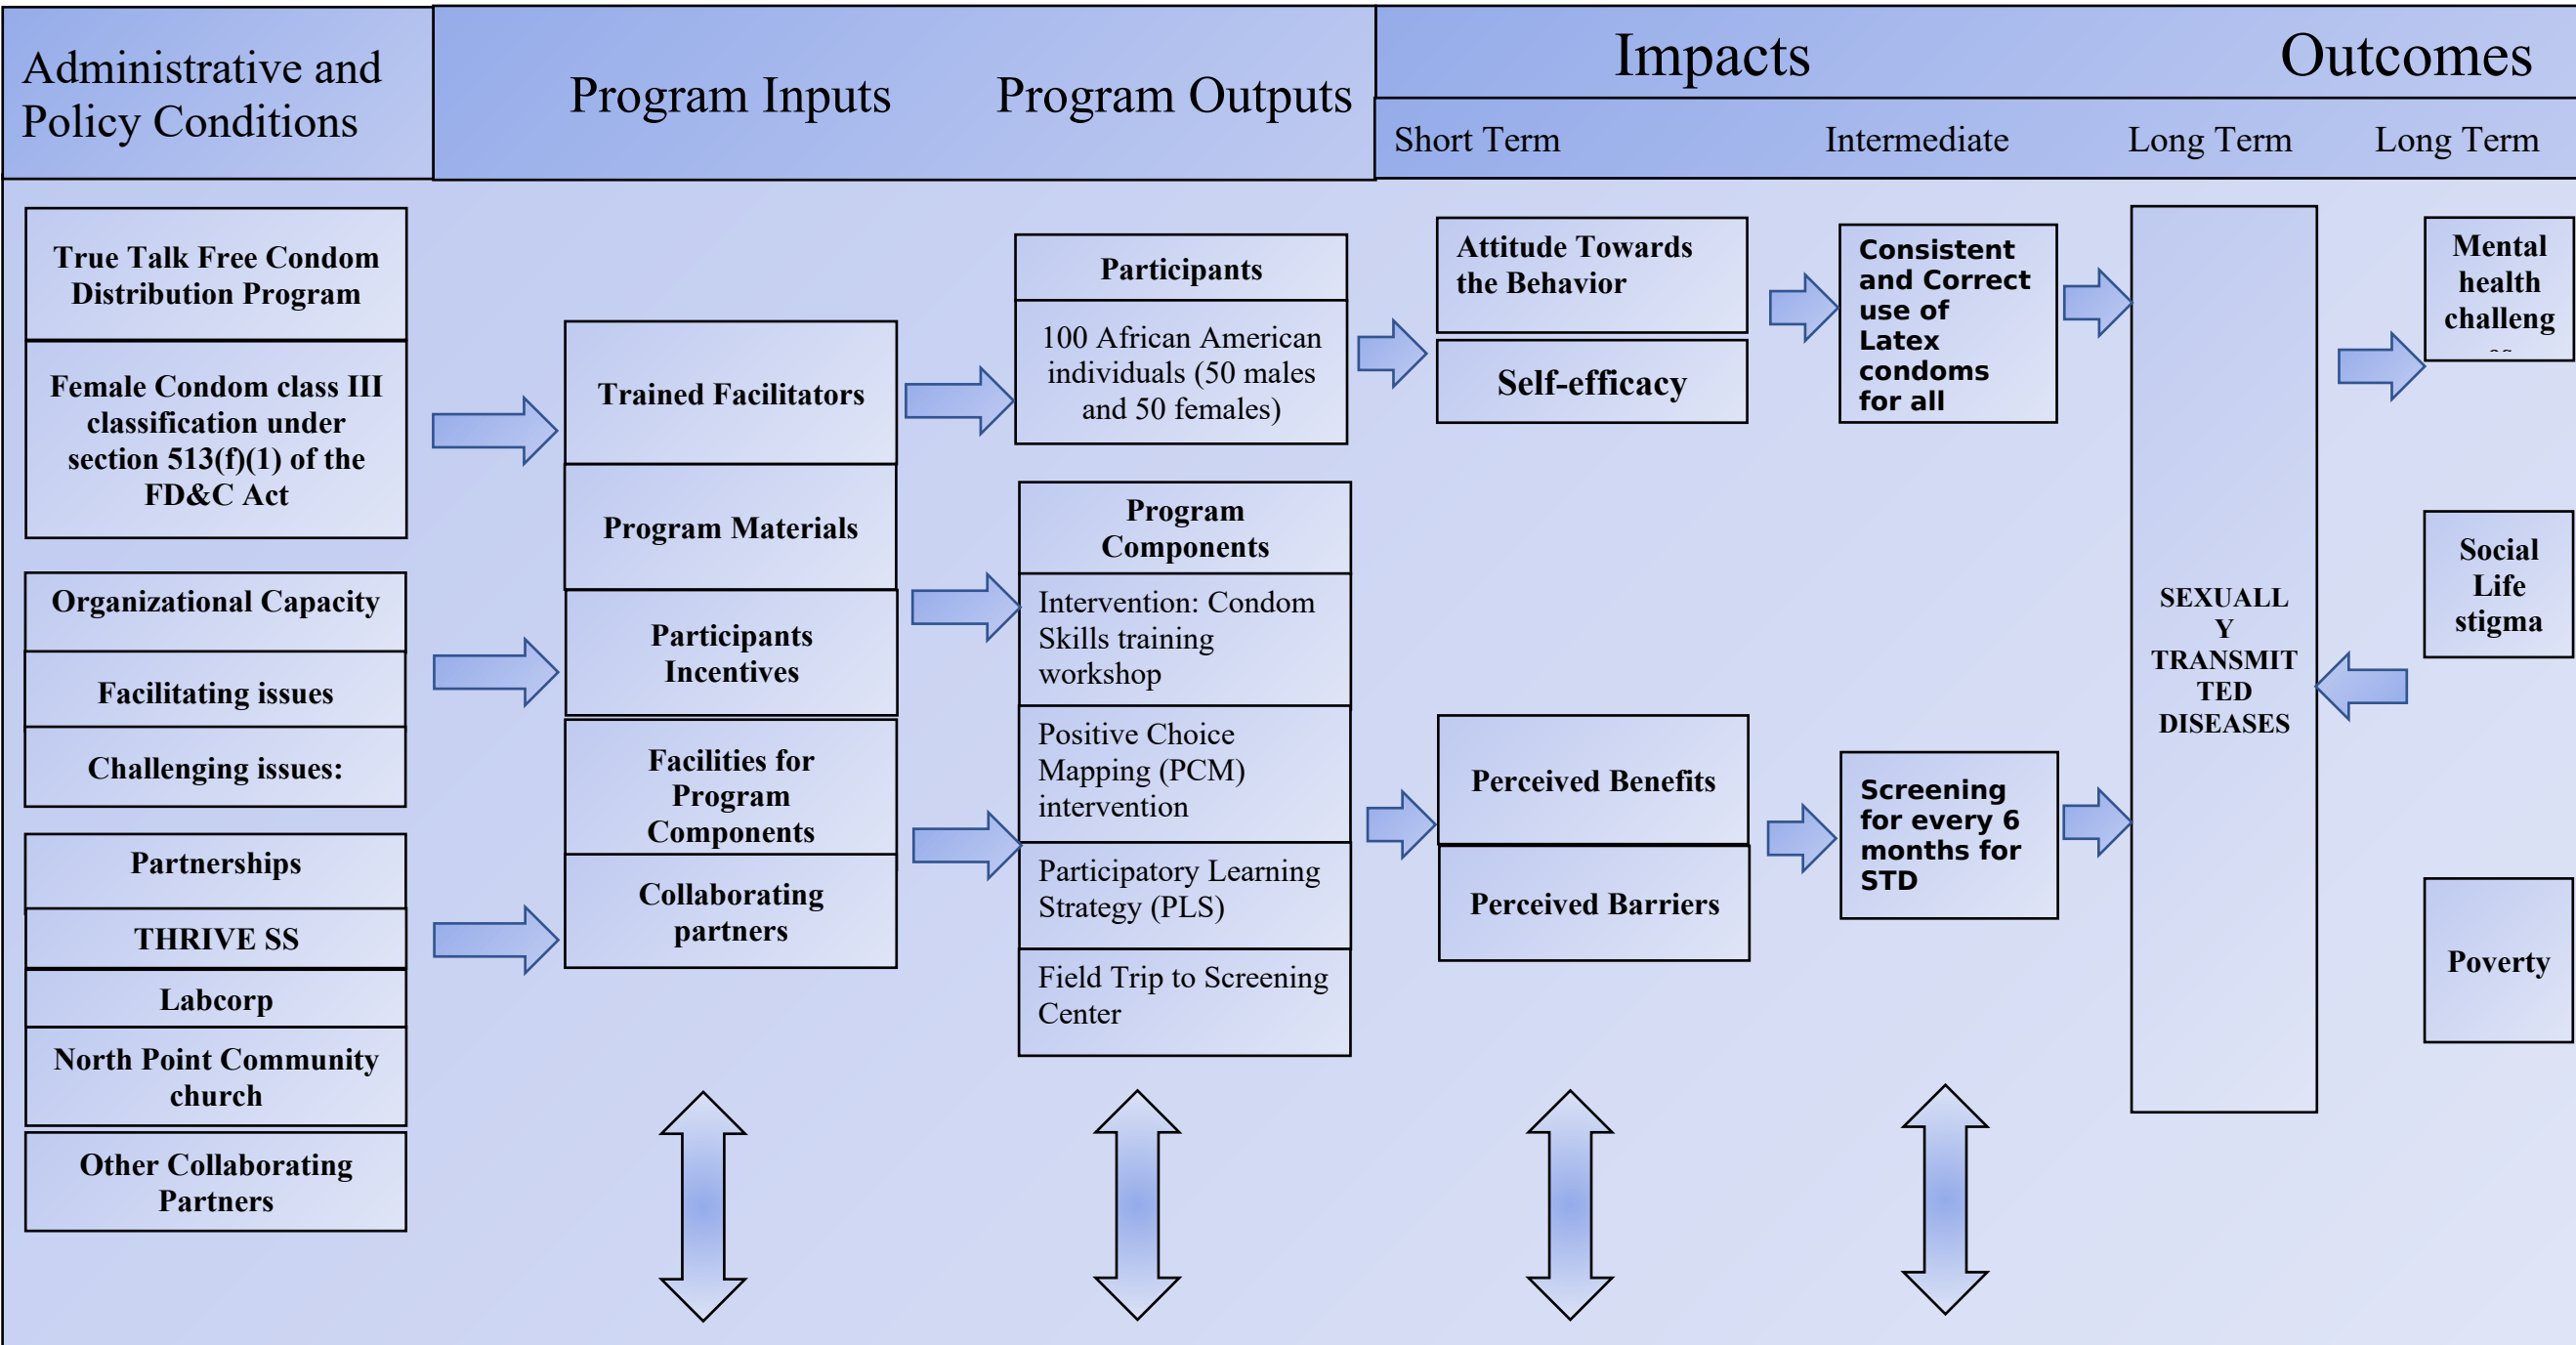 Administrative and
Policy Conditions
Program Inputs
Program Outputs
Impacts
Outcomes
Short Term
Intermediate
Long Term
Long Term
True Talk Free Condom
Distribution Program
Female Condom class III
classification under
section 513(f)(1) of the
FD&C Act
Organizational Capacity
Facilitating issues
Challenging issues:
Partnerships
THRIVE SS
Labcorp
North Point Community
church
Other Collaborating
Partners
Trained Facilitators
Program Materials
Participants
Incentives
Facilities for
Program
Components
Collaborating
partners
Participants
100 African American
individuals (50 males
and 50 females)
Program
Components
Intervention: Condom
Skills training
workshop
Positive Choice
Mapping (PCM)
intervention
Participatory Learning
Strategy (PLS)
Field Trip to Screening
Center
Attitude Towards
the Behavior
Self-efficacy
Perceived Benefits
Perceived Barriers
Consistent
and Correct
use of
Latex
condoms
for all
Screening
for every 6
months for
STD
SEXUALL
Y
TRANSMIT
TED
DISEASES
Mental
health
challeng
Social
Life
stigma
Poverty